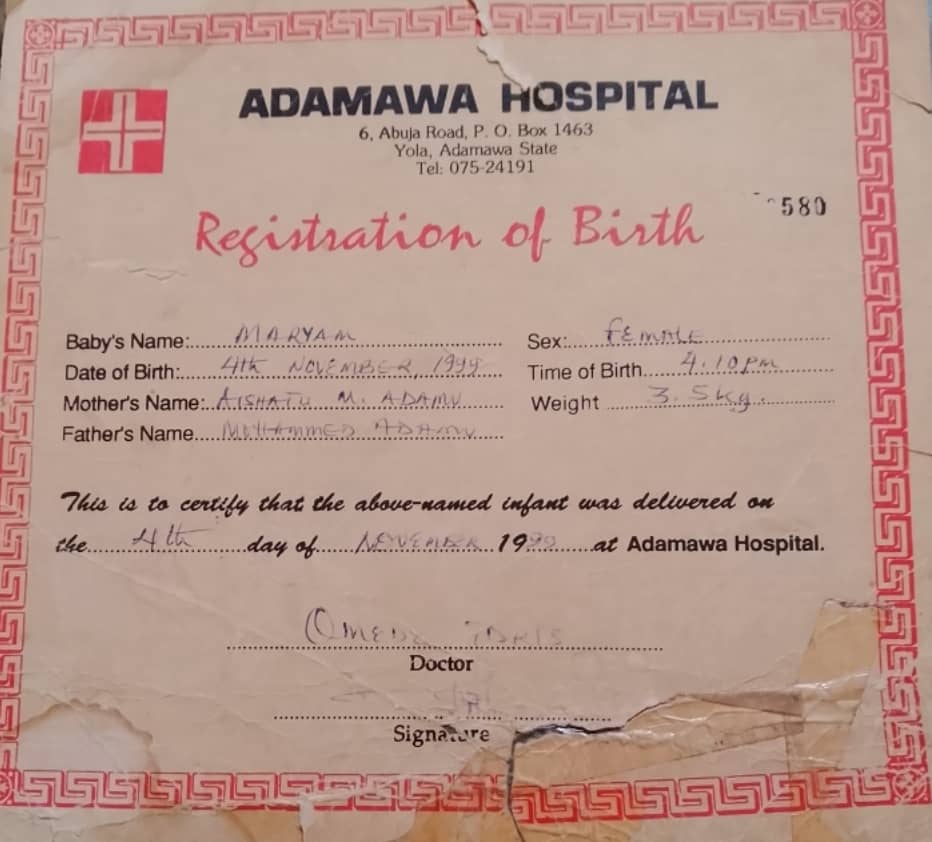 ADAMAWA HOSPITAL
6, Abuja Road, P. O. Box 1463
Yola, Adamawa State
Tel: 075-24191
580
Registration of Birth
Baby's Name: MARYAM Sex: FEMALE
Date of Birth: 4th NOVEMBER, 1999 Time of Birth 4.10PM
Mother's Name: AISHATU M. ADAMU Weight 3.5kg.
Father's Name MOHAMMED ADAMU
This is to certify that the above-named infant was delivered on
the 4th day of NOVEMBER 1999 at Adamawa Hospital.
IDRIS
Doctor
Signature